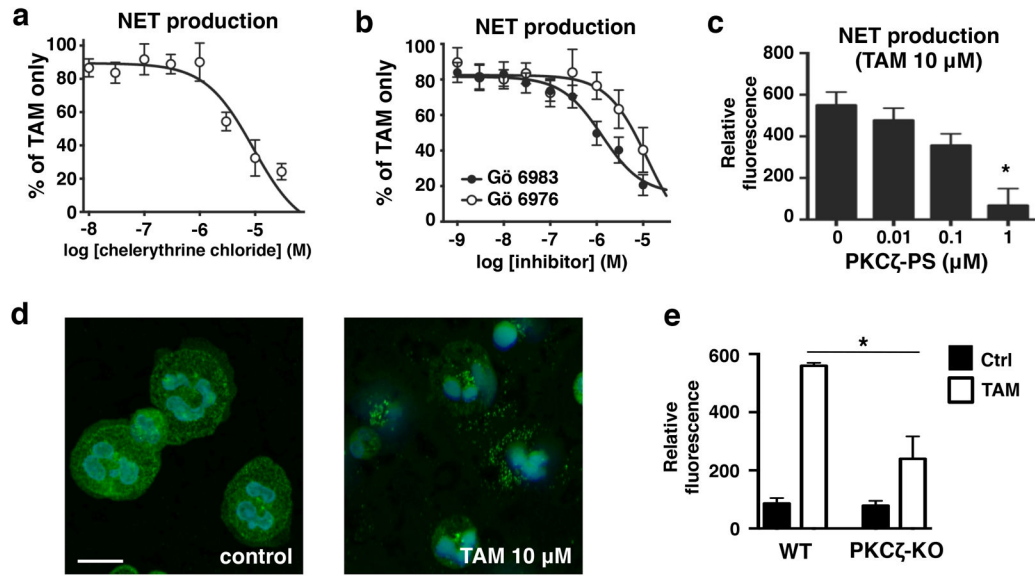 a
NET production
% of TAM only
100
80
60
40
20
0
-8
-7
-6
-5
log [chelerythrine chloride] (M)
b
NET production
% of TAM only
100
80
60
40
20
0
Gö 6983
Gö 6976
-9
-8
-7
-6
-5
log [inhibitor] (M)
c
NET production
(TAM 10 µM)
Relative
fluorescence
800
600
400
200
0
*
0
0.01
0.1
1
PKCζ-PS (µM)
d
control
TAM 10 µM
e
Relative
fluorescence
600
400
200
0
*
Ctrl
TAM
WT
PKCζ-KO